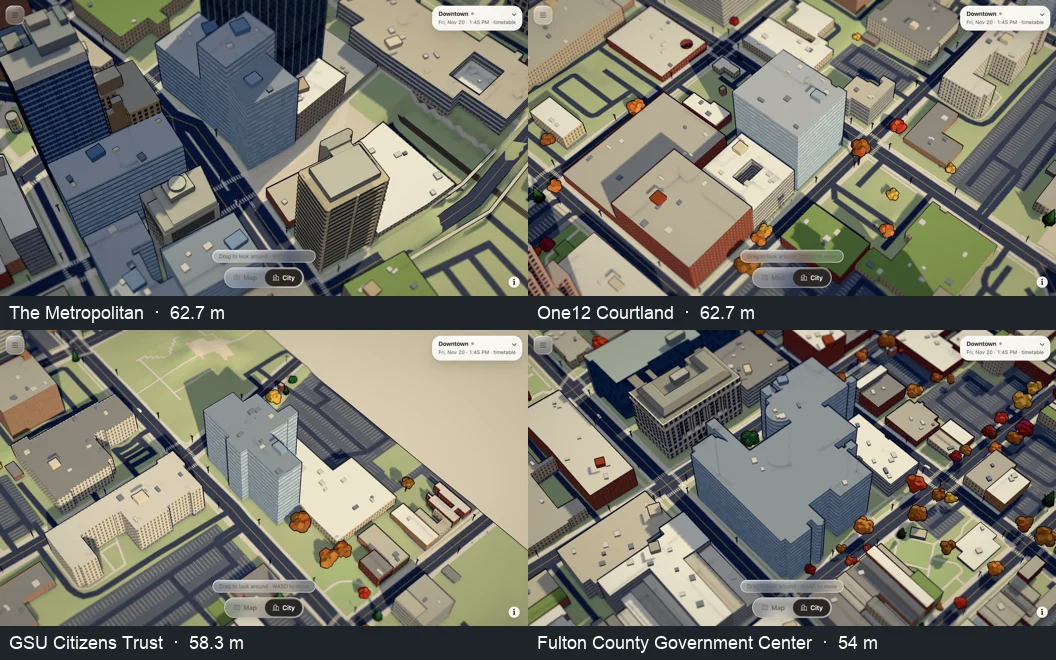 Downtown
Fri, Nov 20 · 1:45 PM · timetable
Drag to look around
Map
City
The Metropolitan · 62.7 m
Downtown
Fri, Nov 20 · 1:45 PM · timetable
Drag to look around
Map
City
One12 Courtland · 62.7 m
Downtown
Fri, Nov 20 · 1:45 PM · timetable
Drag to look around
Map
City
GSU Citizens Trust · 58.3 m
Downtown
Fri, Nov 20 · 1:45 PM · timetable
Map
City
Fulton County Government Center · 54 m